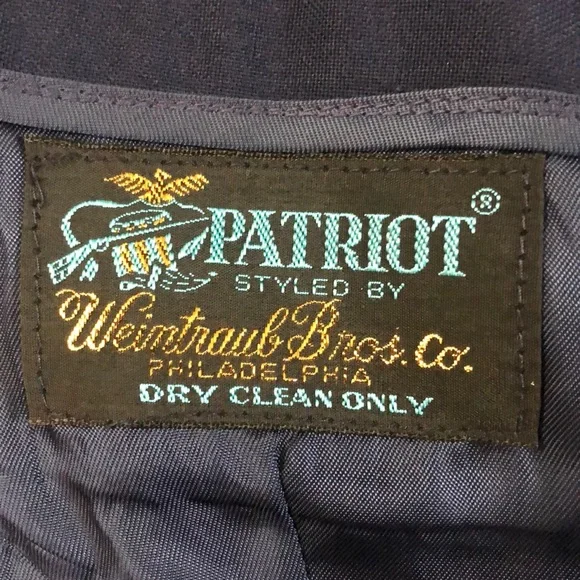 PATRIOT®
STYLED BY
Weintraub Bros. Co.
PHILADELPHIA
DRY CLEAN ONLY